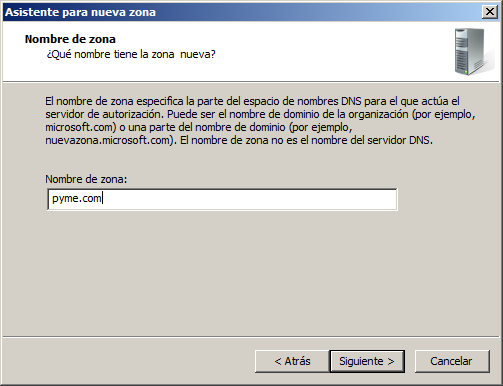 Asistente para nueva zona
Nombre de zona
¿Qué nombre tiene la zona nueva?
El nombre de zona especifica la parte del espacio de nombres DNS para el que actúa el
servidor de autorización. Puede ser el nombre de dominio de la organización (por ejemplo,
microsoft.com) o una parte del nombre de dominio (por ejemplo,
nuevazona.microsoft.com). El nombre de zona no es el nombre del servidor DNS.
Nombre de zona:
pyme.com
< Atrás Siguiente > Cancelar